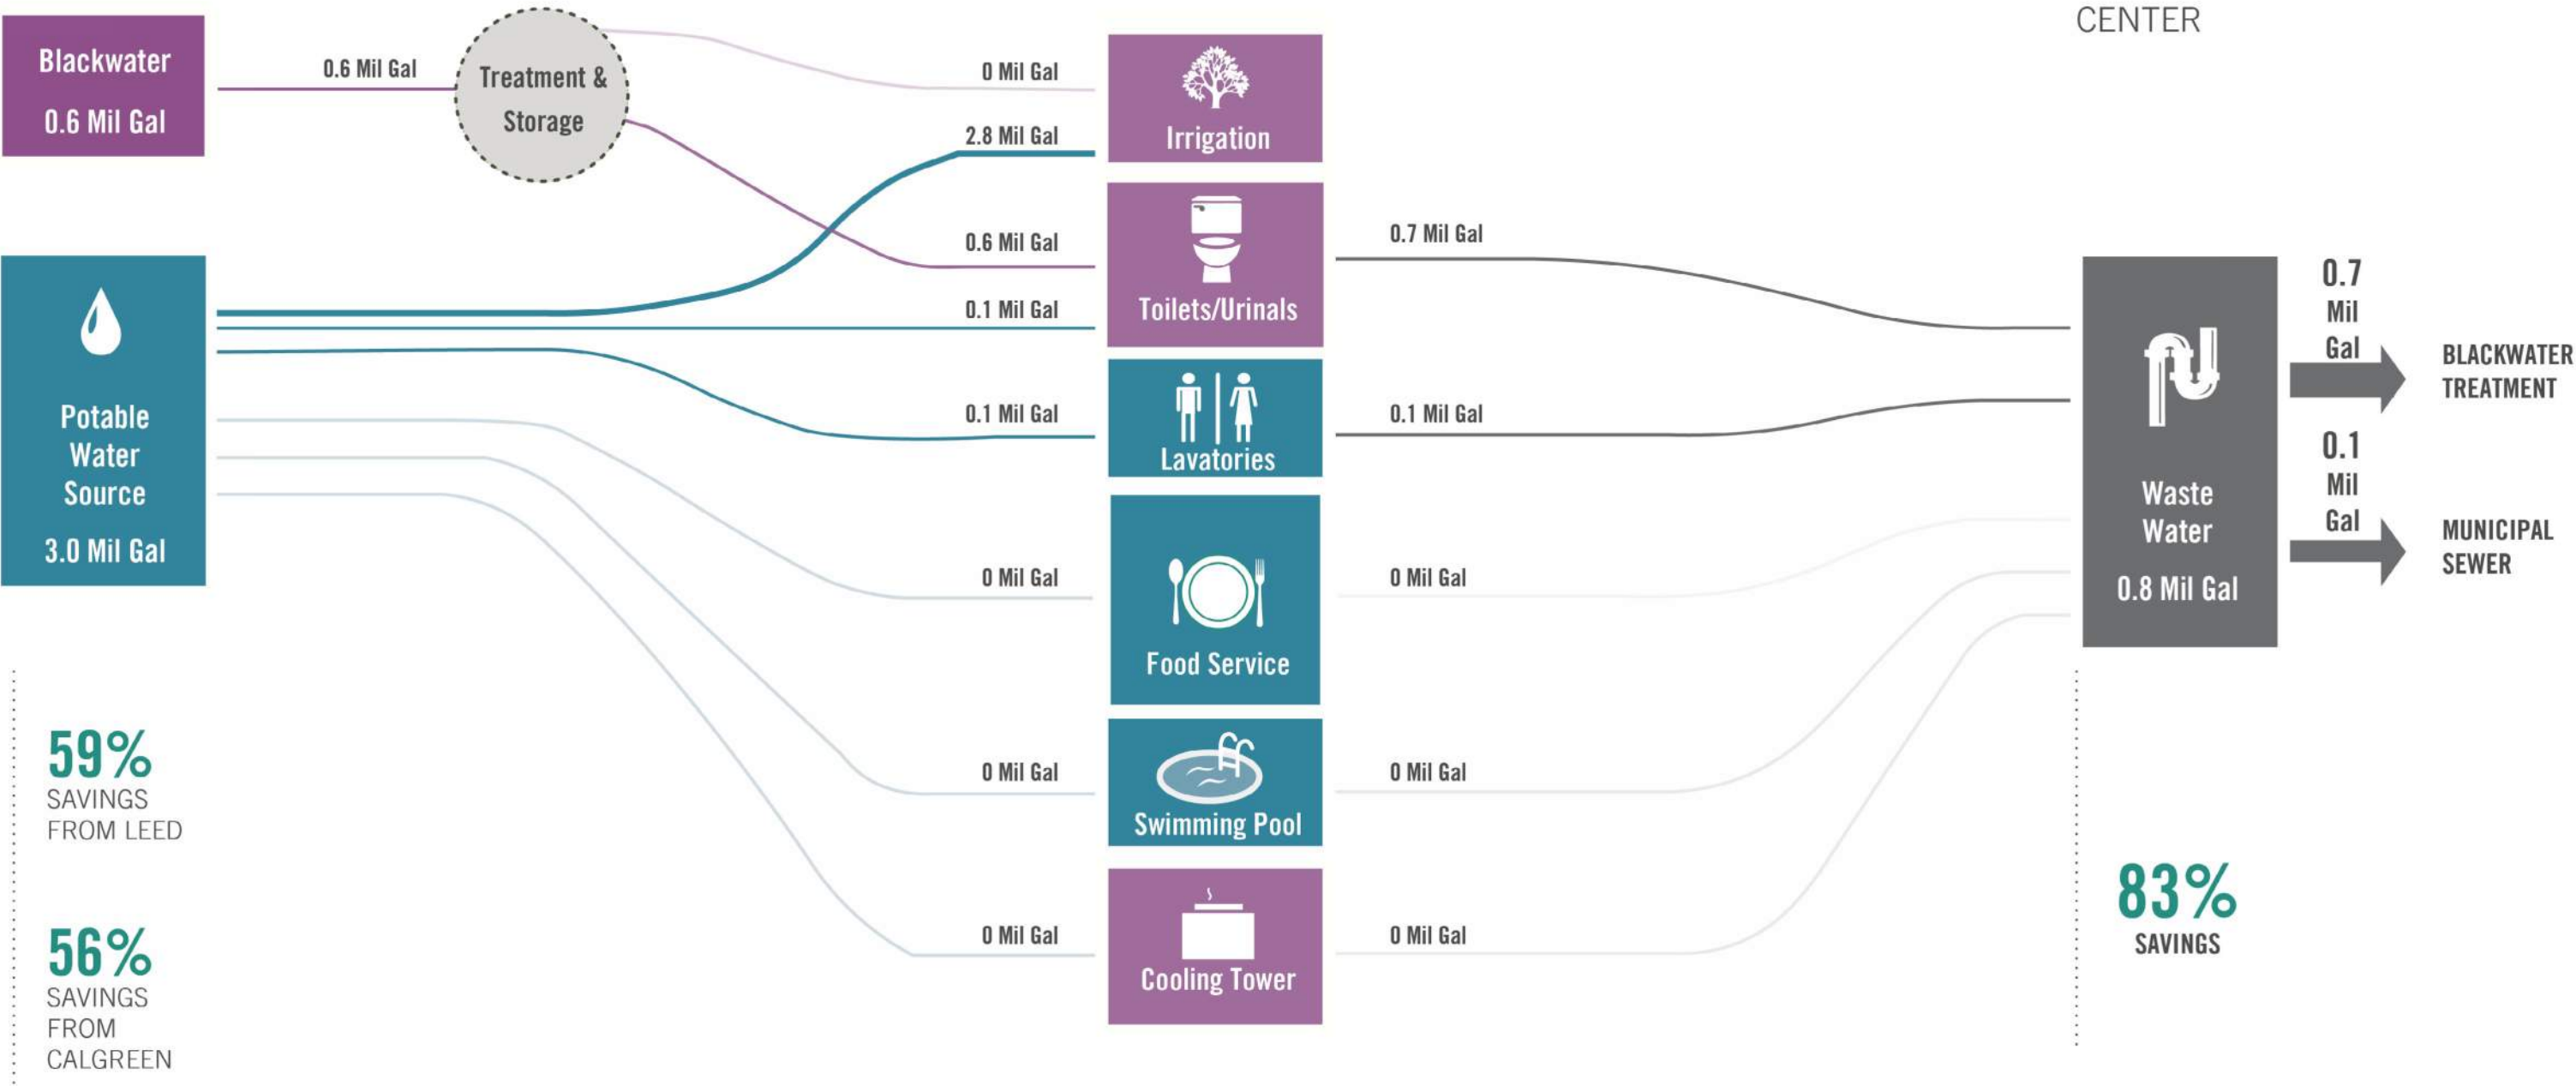 CENTER
Blackwater
0.6 Mil Gal
0.6 Mil Gal
Treatment &
Storage
0 Mil Gal
2.8 Mil Gal
Irrigation
0.6 Mil Gal
0.1 Mil Gal
Toilets/Urinals
0.7 Mil Gal
Potable
Water
Source
3.0 Mil Gal
0.1 Mil Gal
Lavatories
0.1 Mil Gal
0 Mil Gal
Food Service
0 Mil Gal
0 Mil Gal
Swimming Pool
0 Mil Gal
0 Mil Gal
Cooling Tower
0 Mil Gal
Waste
Water
0.8 Mil Gal
0.7
Mil
Gal
BLACKWATER
TREATMENT
0.1
Mil
Gal
MUNICIPAL
SEWER
59%
SAVINGS
FROM LEED
56%
SAVINGS
FROM
CALGREEN
83%
SAVINGS